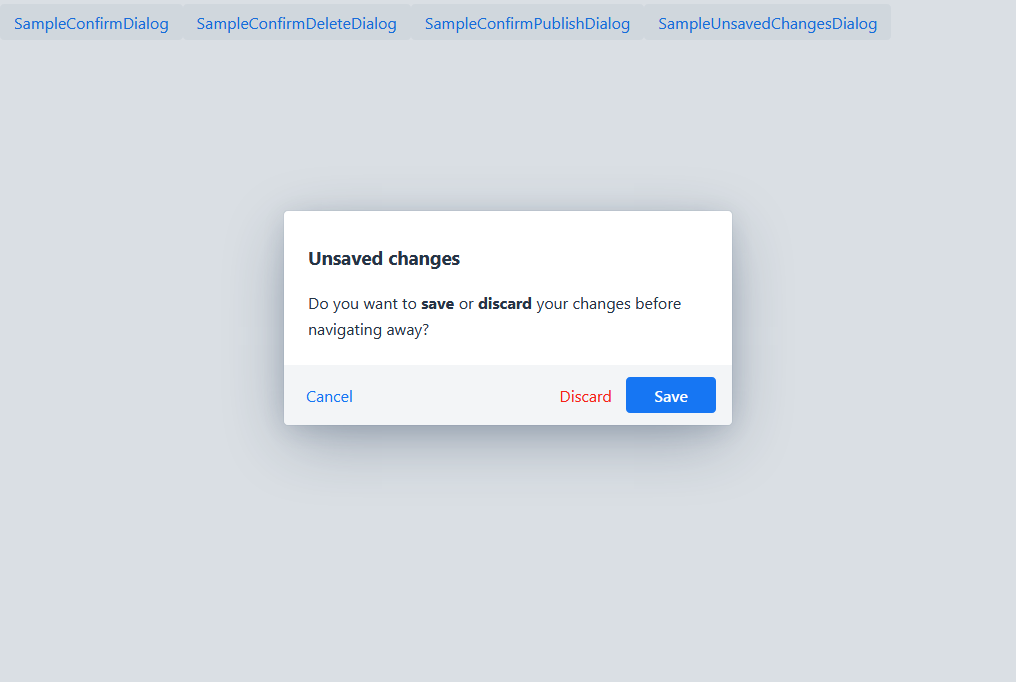 SampleConfirmDialog SampleConfirmDeleteDialog SampleConfirmPublishDialog SampleUnsavedChangesDialog
Unsaved changes
Do you want to save or discard your changes before
navigating away?
Cancel Discard Save